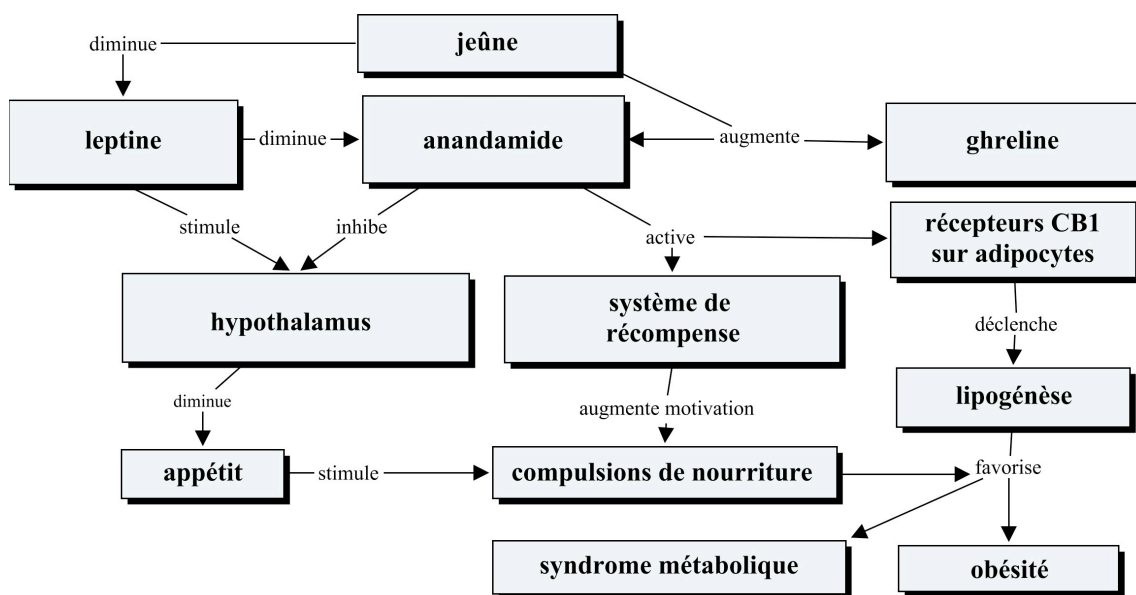 jeûne
diminue
leptine
diminue
anandamide
augmente
ghreline
stimule
inhibe
active
récepteurs CB1
sur adipocytes
hypothalamus
système de
récompense
déclenche
diminue
augmente motivation
lipogénèse
appétit
stimule
compulsions de nourriture
favorise
syndrome métabolique
obésité